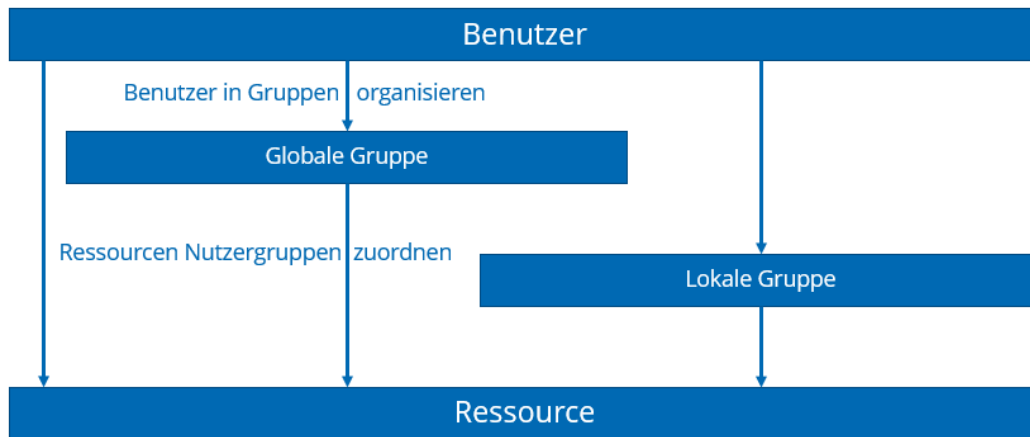 Benutzer
Benutzer in Gruppen organisieren
Globale Gruppe
Ressourcen Nutzergruppen zuordnen
Lokale Gruppe
Ressource